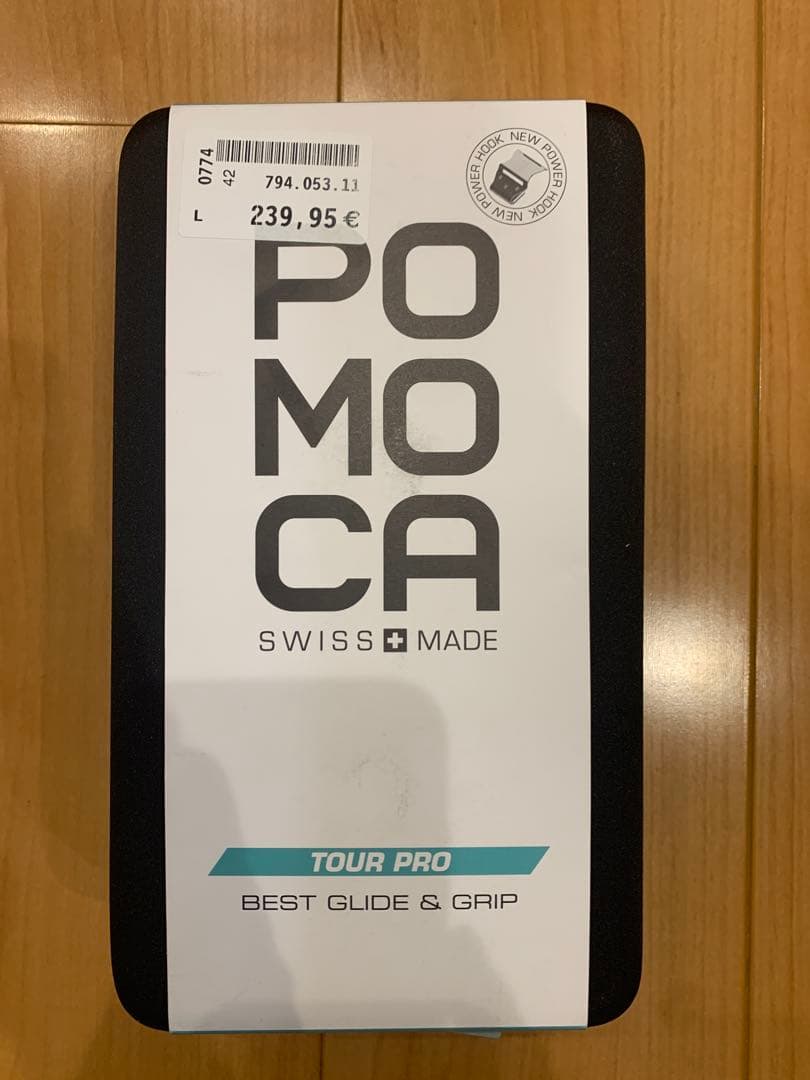 0774
42
794.053.11
L
239,95 €
NEW POWER HOOK NEW POWER HOOK
PO
MO
CA
SWISS MADE
TOUR PRO
BEST GLIDE & GRIP